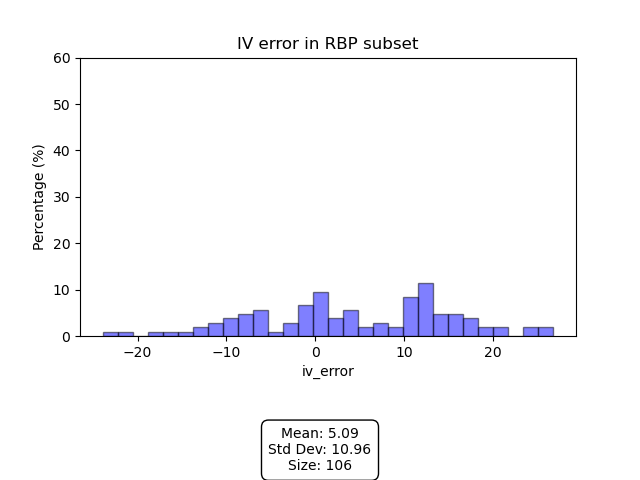 IV error in RBP subset
60
50
40
30
20
10
0
Percentage (%)
−20
−10
0
10
20
iv_error
Mean: 5.09
Std Dev: 10.96
Size: 106